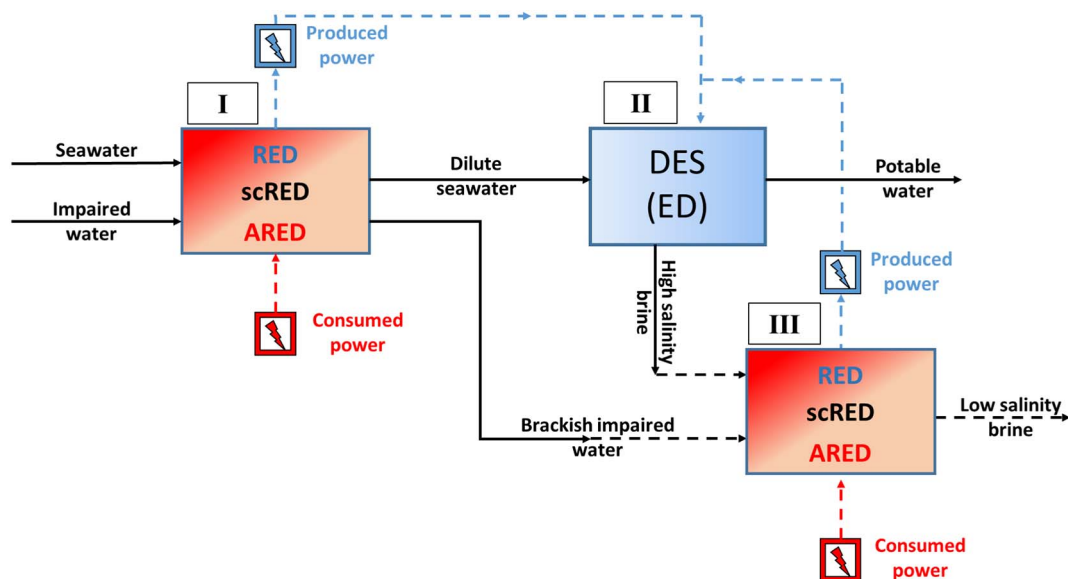 Produced
power
I
II
Seawater
Impaired
water
RED
scRED
ARED
Dilute
seawater
DES
(ED)
Potable
water
High salinity
brine
Consumed
power
Produced
power
III
Brackish impaired
water
RED
scRED
ARED
Low salinity
brine
Consumed
power